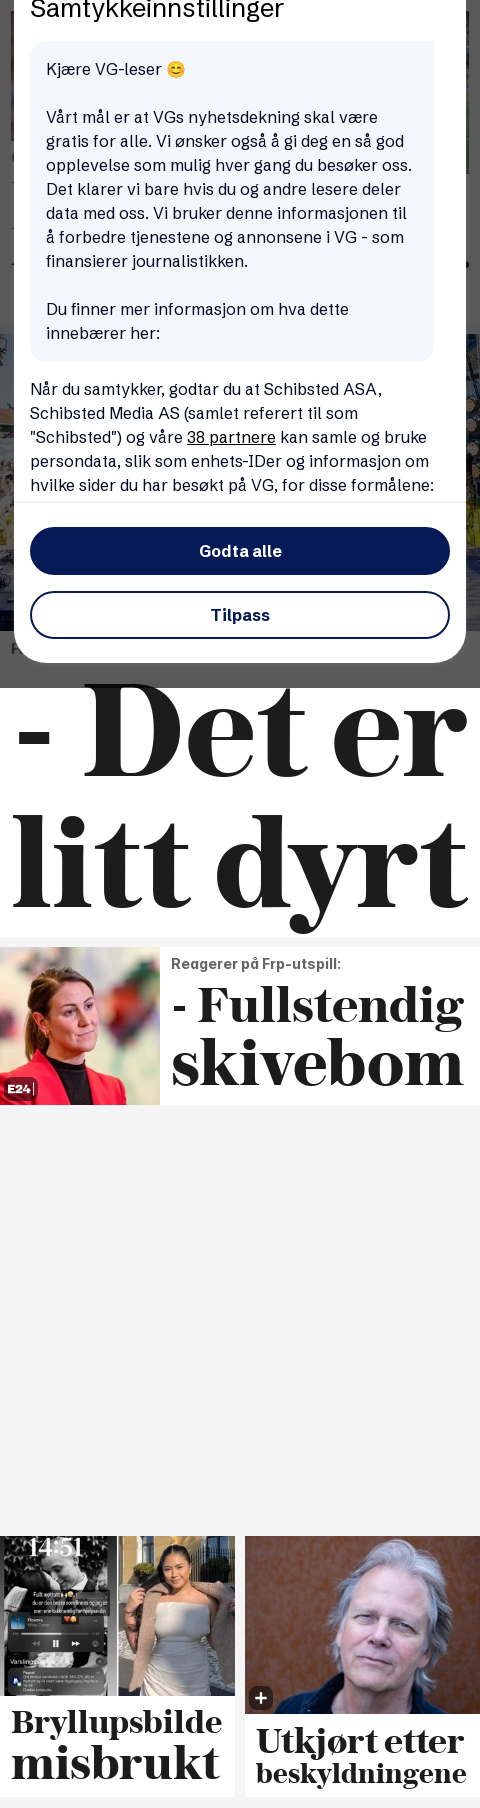 Samtykkeinnstillinger
Kjære VG-leser 😊
Vårt mål er at VGs nyhetsdekning skal være
gratis for alle. Vi ønsker også å gi deg en så god
opplevelse som mulig hver gang du besøker oss.
Det klarer vi bare hvis du og andre lesere deler
data med oss. Vi bruker denne informasjonen til
å forbedre tjenestene og annonsene i VG - som
finansierer journalistikken.
Du finner mer informasjon om hva dette
innebærer her:
Når du samtykker, godtar du at Schibsted ASA,
Schibsted Media AS (samlet referert til som
"Schibsted") og våre 38 partnere kan samle og bruke
persondata, slik som enhets-IDer og informasjon om
hvilke sider du har besøkt på VG, for disse formålene:
Godta alle
Tilpass
- Det er
litt dyrt
Reagerer på Frp-utspill:
- Fullstendig
skivebom
E24
14:51
Bryllupsbilde
misbrukt
Utkjørt etter
beskyldningene